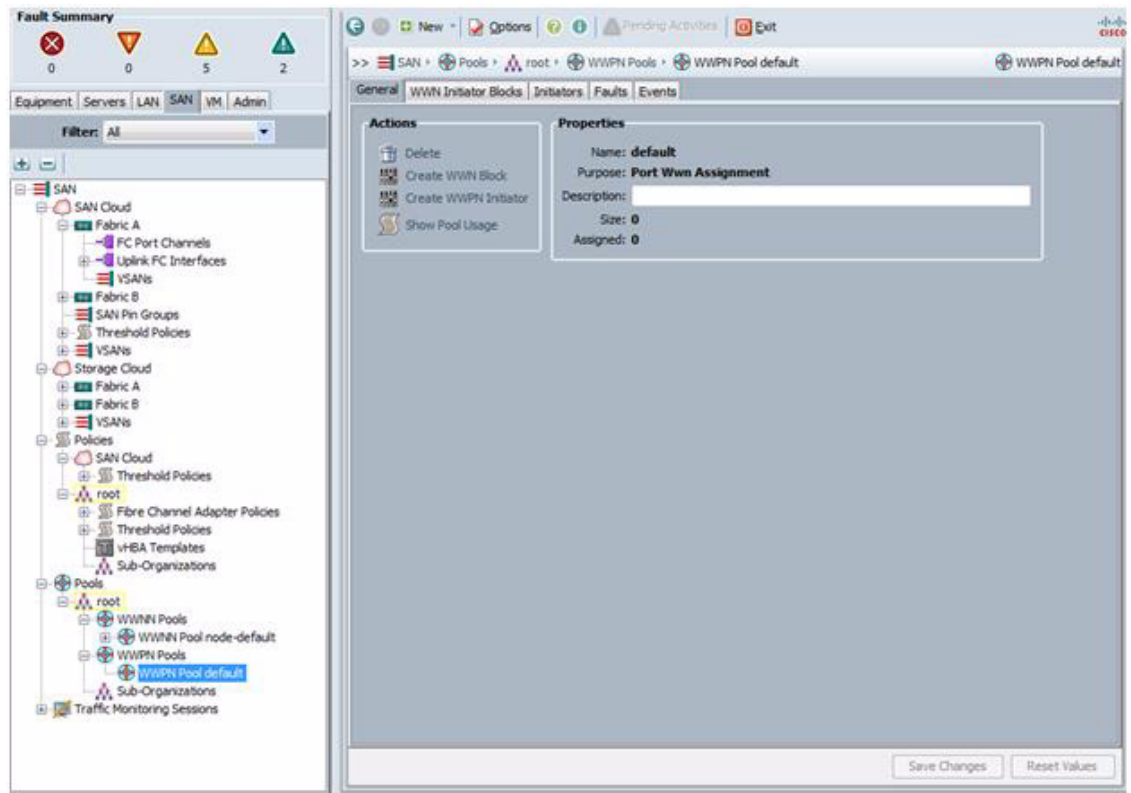 Fault Summary
0 0 5 2
Equipment Servers LAN SAN VM Admin
Filter: All
SAN
SAN Cloud
Fabric A
FC Port Channels
Uplink FC Interfaces
VSANs
Fabric B
SAN Pin Groups
Threshold Policies
VSANs
Storage Cloud
Fabric A
Fabric B
VSANs
Policies
SAN Cloud
Threshold Policies
root
Fibre Channel Adapter Policies
Threshold Policies
vHBA Templates
Sub-Organizations
Pools
root
WWNN Pools
WWNN Pool node-default
WWPN Pools
WWPN Pool default
Sub-Organizations
Traffic Monitoring Sessions
New Options Pending Activities Exit
CISCO
>> SAN Pools root WWPN Pools WWPN Pool default
WWPN Pool default
General WWN Initiator Blocks Initiators Faults Events
Actions
Delete
Create WWN Block
Create WWPN Initiator
Show Pool Usage
Properties
Name: default
Purpose: Port Wwn Assignment
Description:
Size: 0
Assigned: 0
Save Changes Reset Values